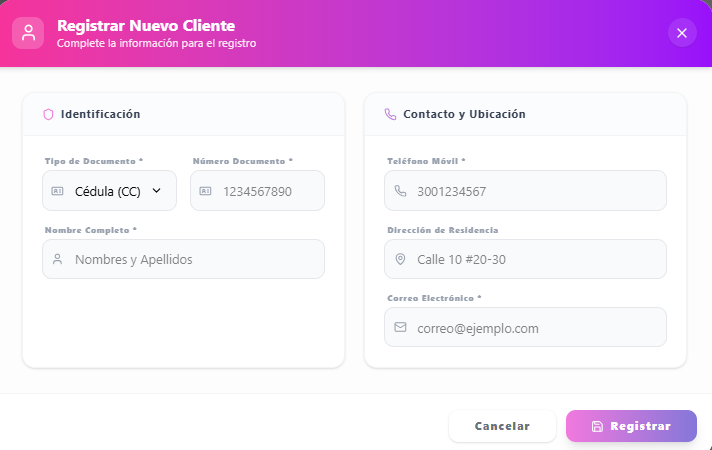 Registrar Nuevo Cliente
Complete la información para el registro
Identificación
Tipo de Documento *
Número Documento *
Cédula (CC)
1234567890
Nombre Completo *
Nombres y Apellidos
Contacto y Ubicación
Teléfono Móvil *
3001234567
Dirección de Residencia
Calle 10 #20-30
Correo Electrónico *
correo@ejemplo.com
Cancelar
Registrar